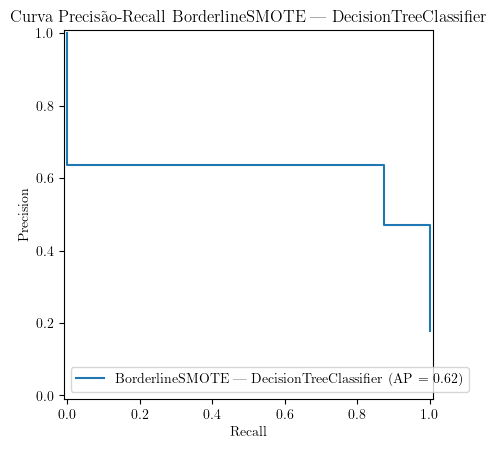 Curva Precisão-Recall BorderlineSMOTE — DecisionTreeClassifier
1.0
0.8
0.6
0.4
0.2
0.0
Precision
BorderlineSMOTE — DecisionTreeClassifier (AP = 0.62)
0.0 0.2 0.4 0.6 0.8 1.0
Recall